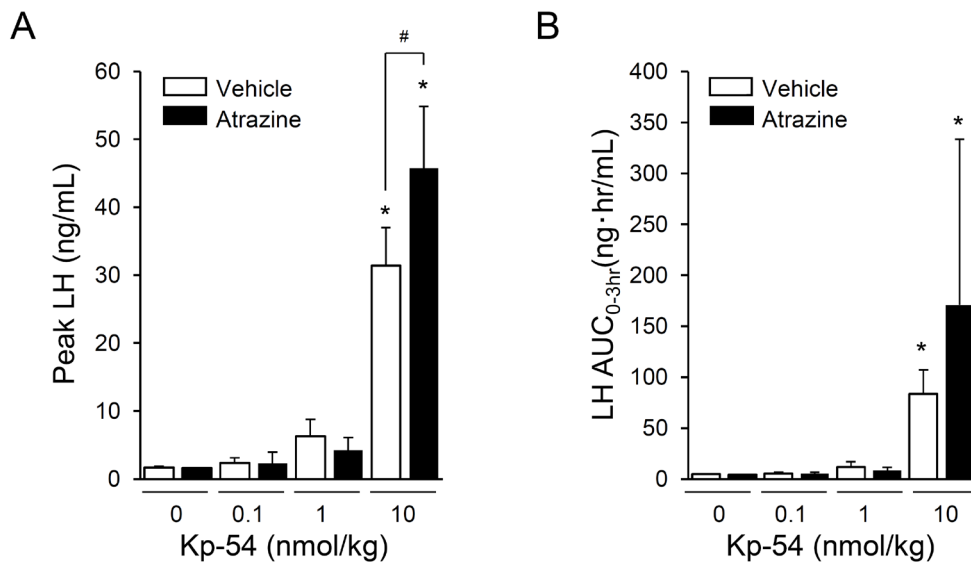 A
#
60
50
40
30
20
10
0
Peak LH (ng/mL)
Vehicle
Atrazine
*
*
0 0.1 1 10
Kp-54 (nmol/kg)
B
400
350
300
250
200
150
100
50
0
LH AUC0-3hr(ng·hr/mL)
Vehicle
Atrazine
*
*
0 0.1 1 10
Kp-54 (nmol/kg)